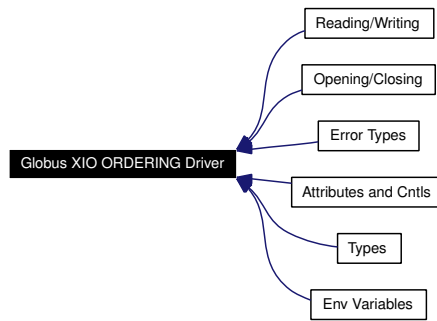 Reading/Writing
Opening/Closing
Error Types
Globus XIO ORDERING Driver
Attributes and Cntls
Types
Env Variables